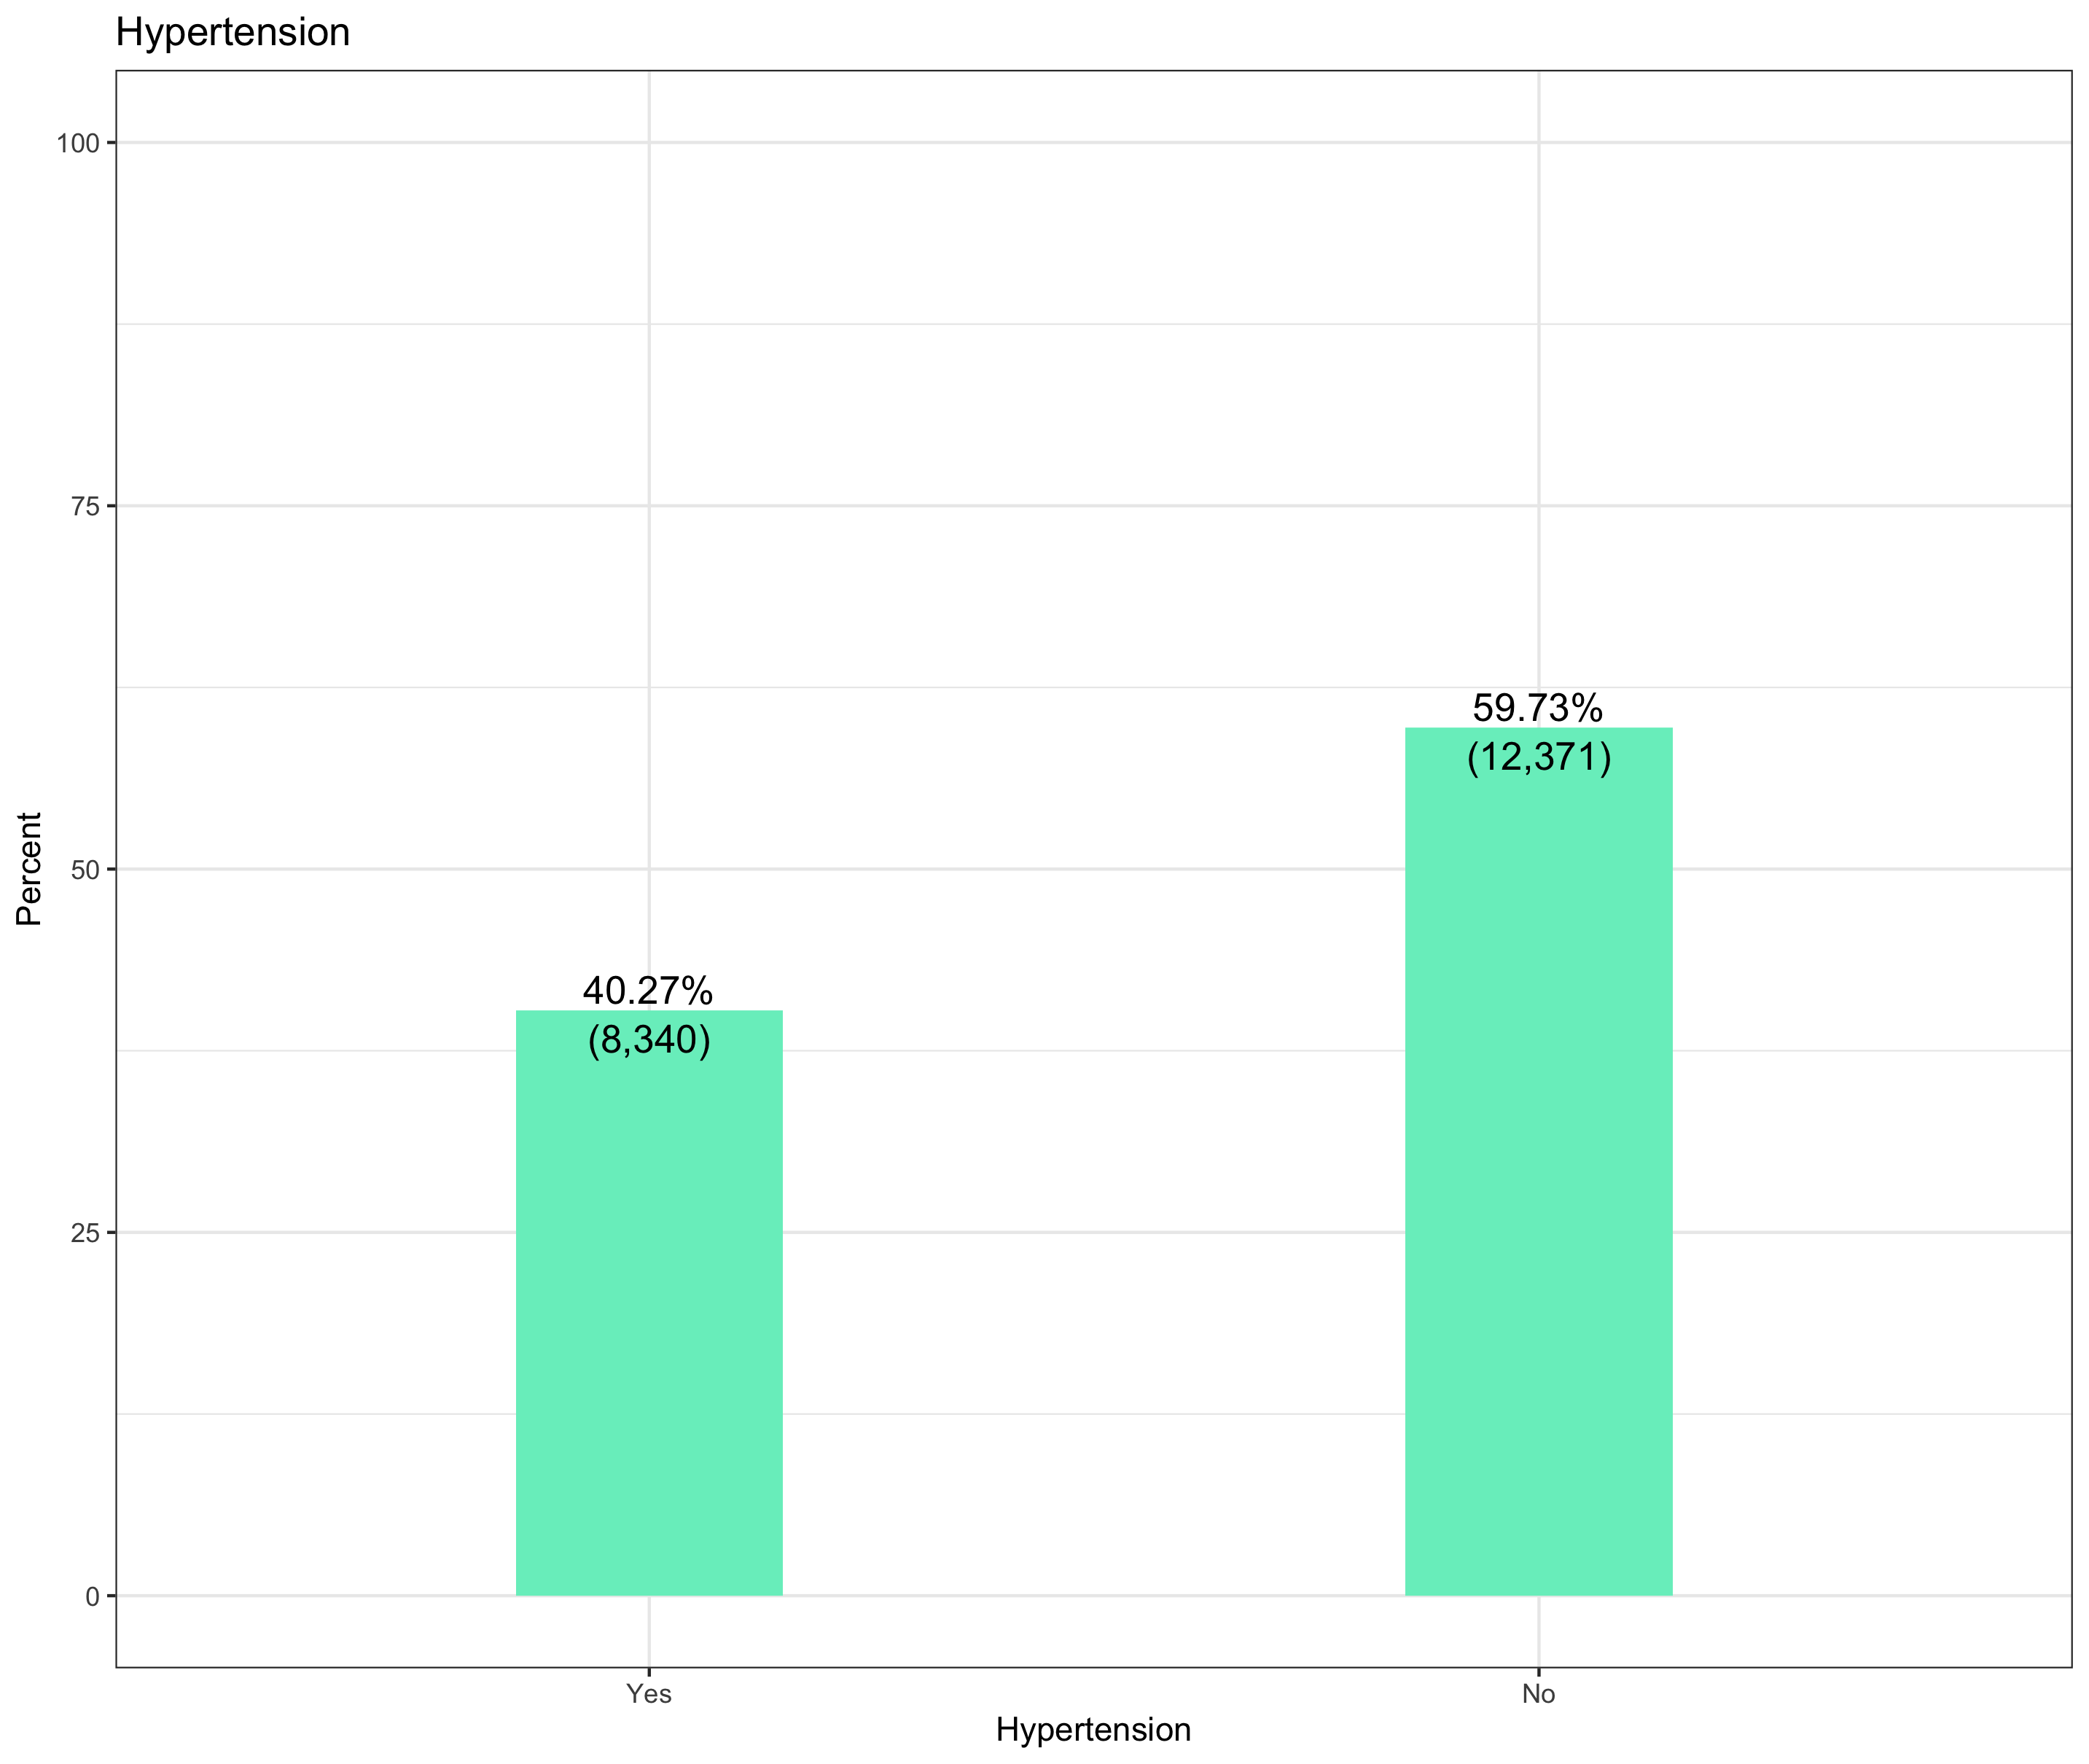 Hypertension
Percent
100
75
50
25
0
40.27%
(8,340)
59.73%
(12,371)
Yes
No
Hypertension